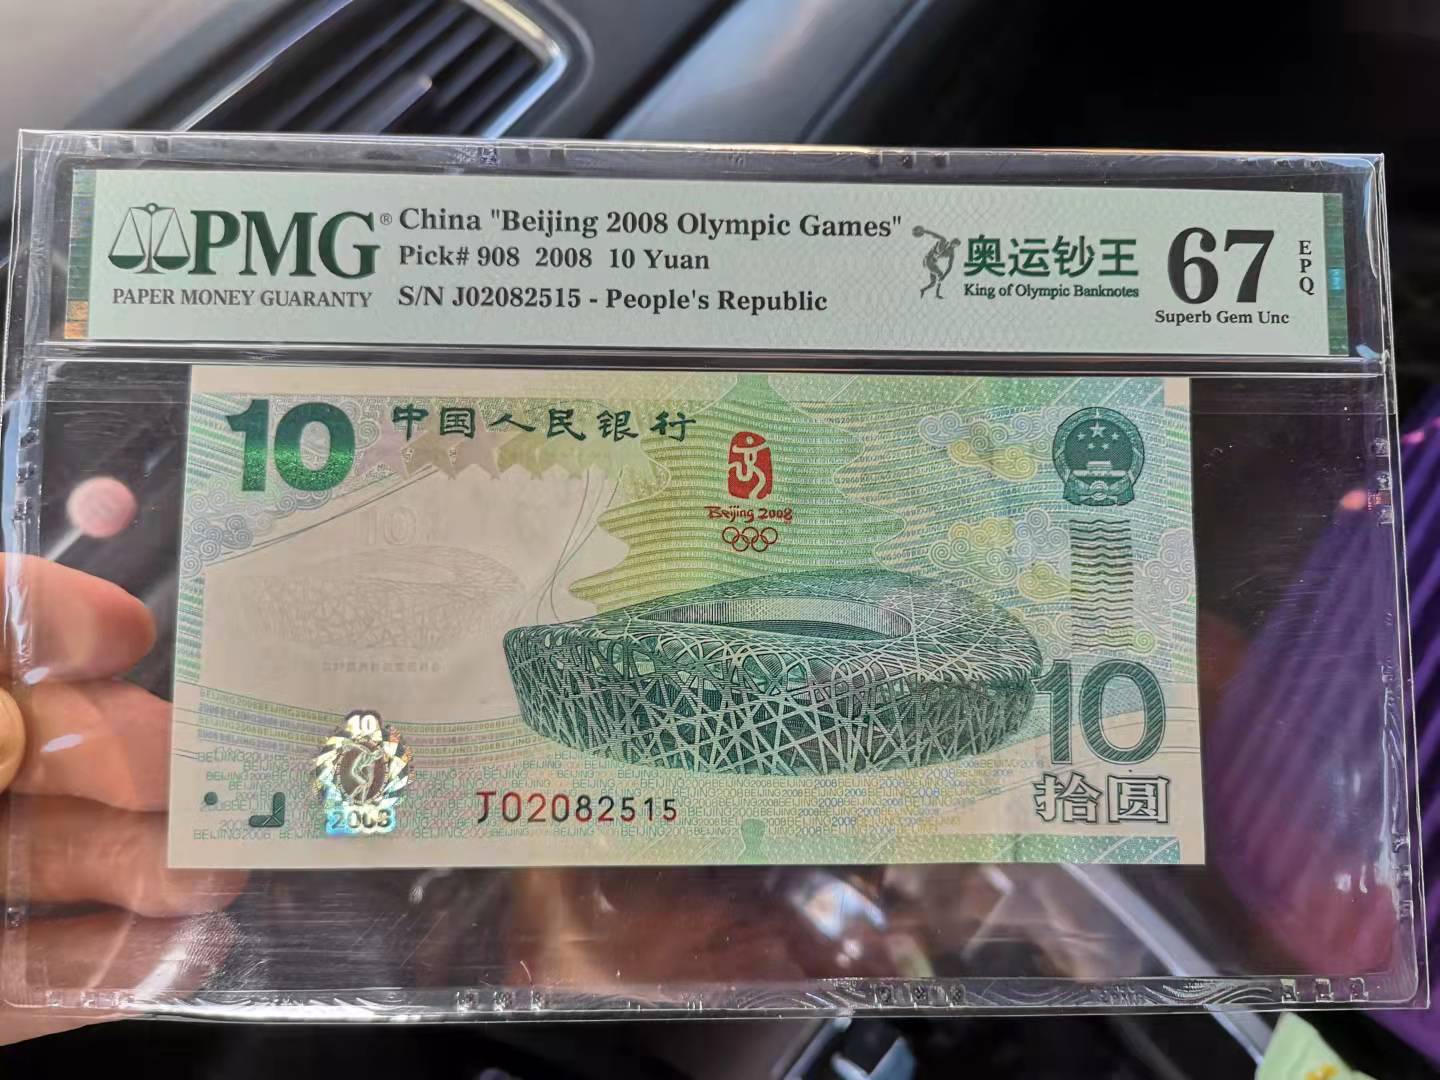 PMG®
PAPER MONEY GUARANTY
China "Beijing 2008 Olympic Games"
Pick# 908 2008 10 Yuan
S/N J02082515 - People's Republic
奥运钞王
King of Olympic Banknotes
67
EPQ
Superb Gem Unc
10
中国人民银行
Beijing 2008
10
10
拾圆
10
2008
J02082515